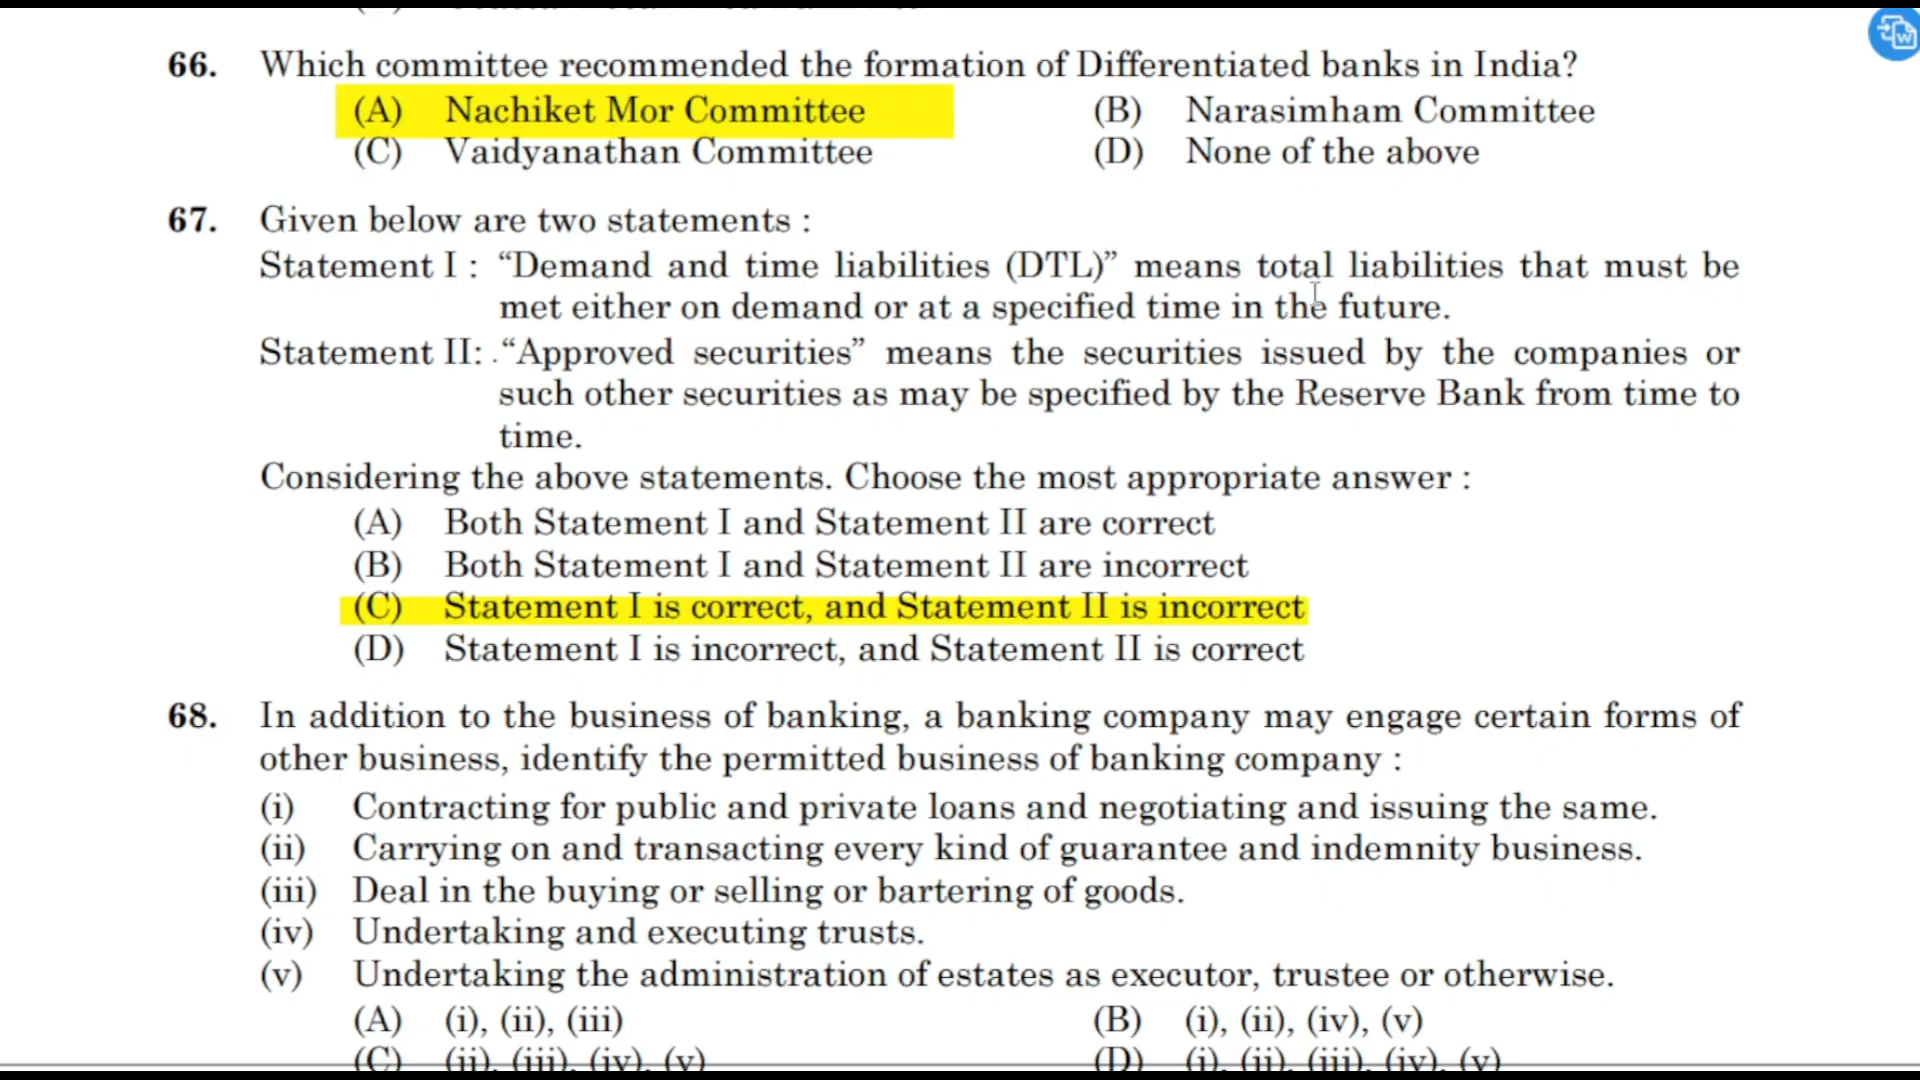 66. Which committee recommended the formation of Differentiated banks in India?
(A) Nachiket Mor Committee (B) Narasimham Committee
(C) Vaidyanathan Committee (D) None of the above
67. Given below are two statements :
Statement I : “Demand and time liabilities (DTL)” means total liabilities that must be
met either on demand or at a specified time in the future.
Statement II: “Approved securities” means the securities issued by the companies or
such other securities as may be specified by the Reserve Bank from time to
time.
Considering the above statements. Choose the most appropriate answer :
(A) Both Statement I and Statement II are correct
(B) Both Statement I and Statement II are incorrect
(C) Statement I is correct, and Statement II is incorrect
(D) Statement I is incorrect, and Statement II is correct
68. In addition to the business of banking, a banking company may engage certain forms of
other business, identify the permitted business of banking company :
(i) Contracting for public and private loans and negotiating and issuing the same.
(ii) Carrying on and transacting every kind of guarantee and indemnity business.
(iii) Deal in the buying or selling or bartering of goods.
(iv) Undertaking and executing trusts.
(v) Undertaking the administration of estates as executor, trustee or otherwise.
(A) (i), (ii), (iii) (B) (i), (ii), (iv), (v)
(C) (ii), (iii), (iv), (v) (D) (i), (ii), (iii), (iv), (v)